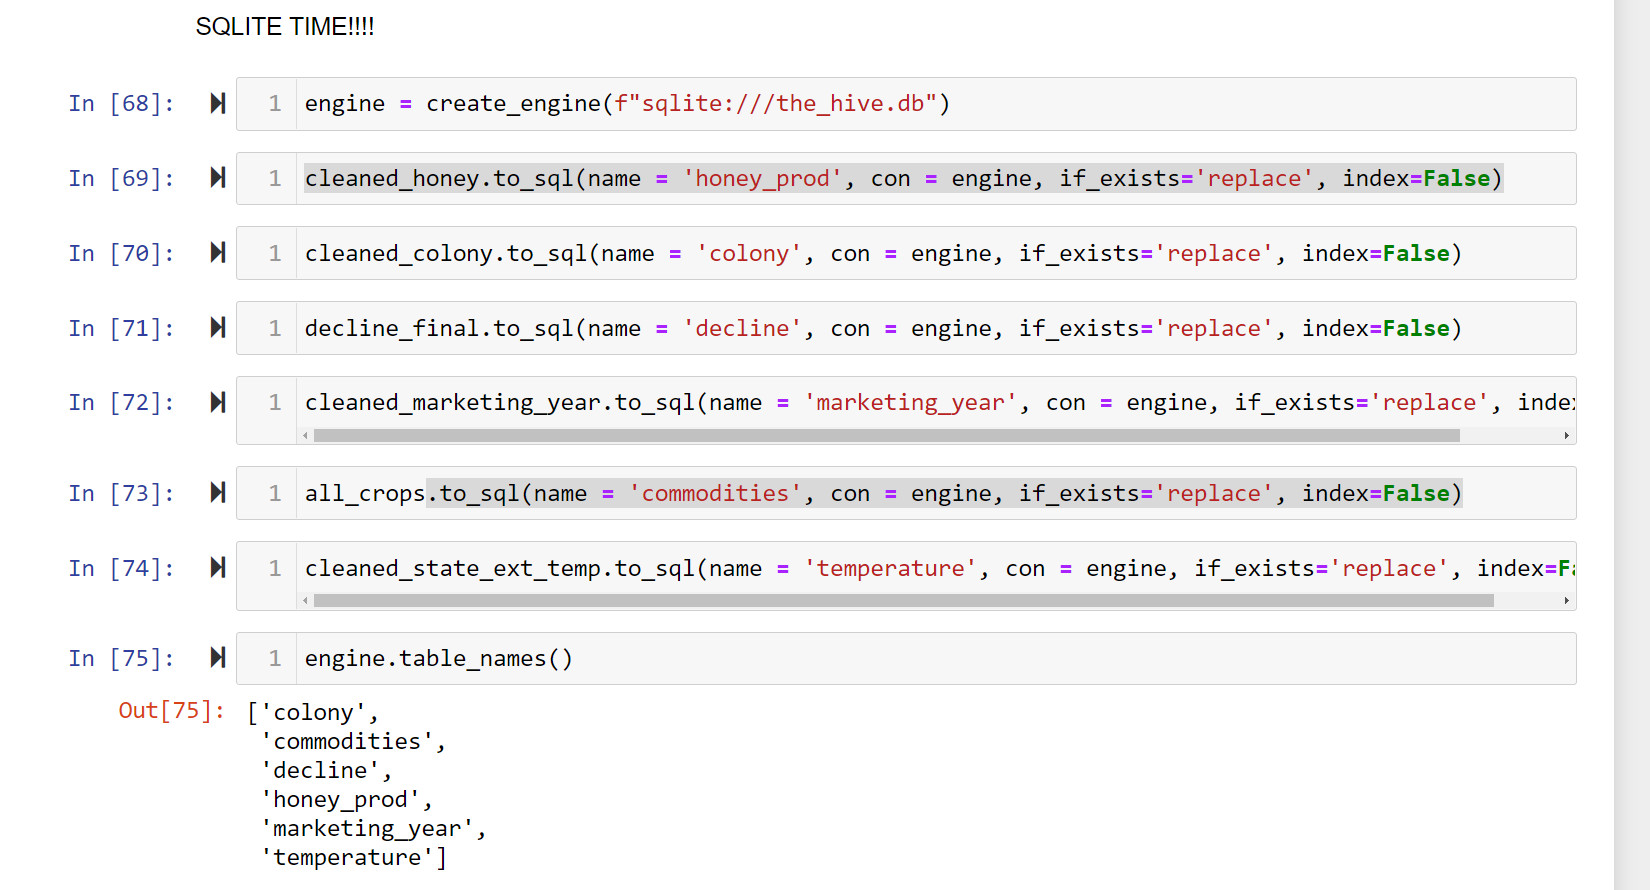 SQLITE TIME!!!!
In [68]: 1 engine = create_engine(f"sqlite:///the_hive.db")
In [69]: 1 cleaned_honey.to_sql(name = 'honey_prod', con = engine, if_exists='replace', index=False)
In [70]: 1 cleaned_colony.to_sql(name = 'colony', con = engine, if_exists='replace', index=False)
In [71]: 1 decline_final.to_sql(name = 'decline', con = engine, if_exists='replace', index=False)
In [72]: 1 cleaned_marketing_year.to_sql(name = 'marketing_year', con = engine, if_exists='replace', index
In [73]: 1 all_crops.to_sql(name = 'commodities', con = engine, if_exists='replace', index=False)
In [74]: 1 cleaned_state_ext_temp.to_sql(name = 'temperature', con = engine, if_exists='replace', index=Fa
In [75]: 1 engine.table_names()
Out[75]: ['colony',
'commodities',
'decline',
'honey_prod',
'marketing_year',
'temperature']